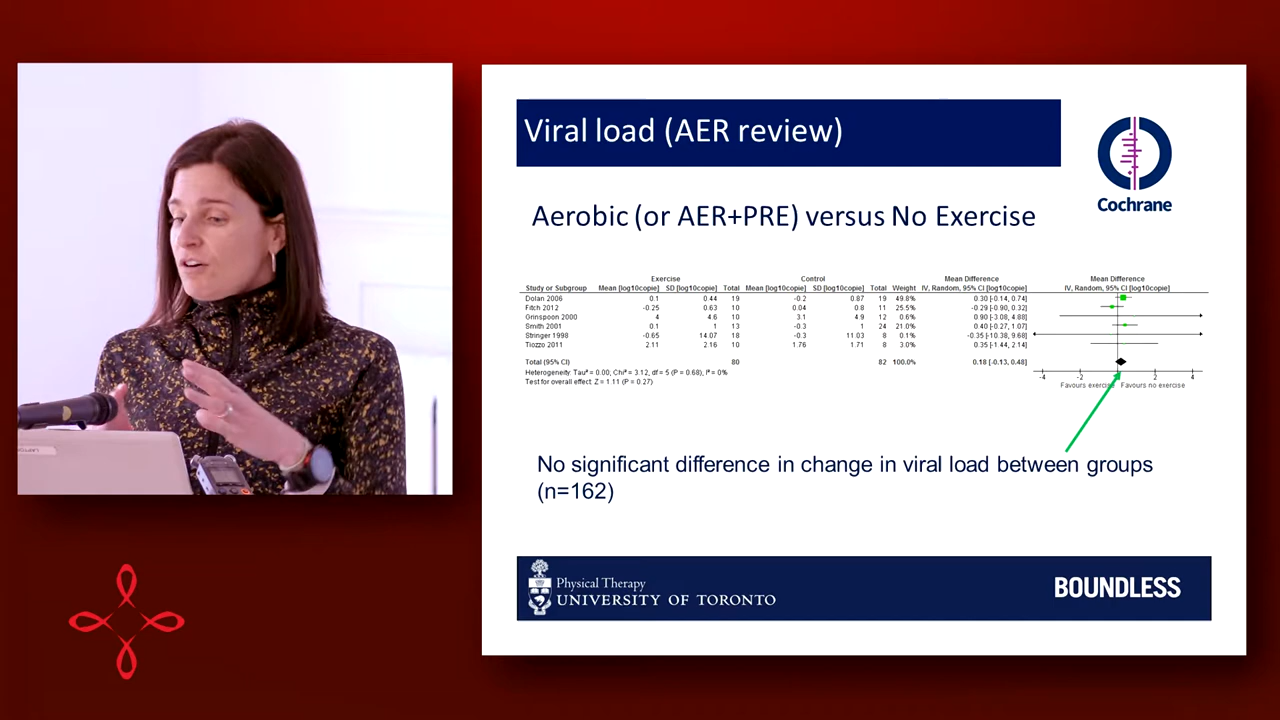 Viral load (AER review)
Cochrane
Aerobic (or AER+PRE) versus No Exercise
Exercise Control Mean Difference Mean Difference
Study or Subgroup Mean [log10copie] SD [log10copie] Total Mean [log10copie] SD [log10copie] Total Weight IV, Random, 95% CI [log10copie] IV, Random, 95% CI [log10copie]
Dolan 2006 0.1 0.44 19 -0.2 0.87 19 49.8% 0.30 [-0.14, 0.74]
Fitch 2012 -0.25 0.63 10 0.04 0.8 11 25.5% -0.29 [-0.90, 0.32]
Grinspoon 2000 4 4.6 10 3.1 4.9 12 0.6% 0.90 [-3.08, 4.88]
Smith 2001 0.1 1 13 -0.3 1 24 21.0% 0.40 [-0.27, 1.07]
Stringer 1998 -0.65 14.07 18 -0.3 11.03 8 0.1% -0.35 [-10.38, 9.68]
Tiozzo 2011 2.11 2.16 10 1.76 1.71 8 3.0% 0.35 [-1.44, 2.14]
Total (95% CI) 80 82 100.0% 0.18 [-0.13, 0.48]
Heterogeneity: Tau² = 0.00; Chi² = 3.12, df = 5 (P = 0.68); I² = 0%
Test for overall effect: Z = 1.11 (P = 0.27)
-4 -2 0 2 4
Favours exercise Favours no exercise
No significant difference in change in viral load between groups
(n=162)
Physical Therapy
UNIVERSITY OF TORONTO
BOUNDLESS